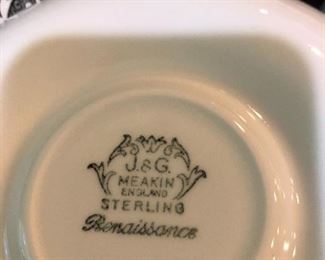 J.&G.
MEAKIN
ENGLAND
STERLING
Renaissance